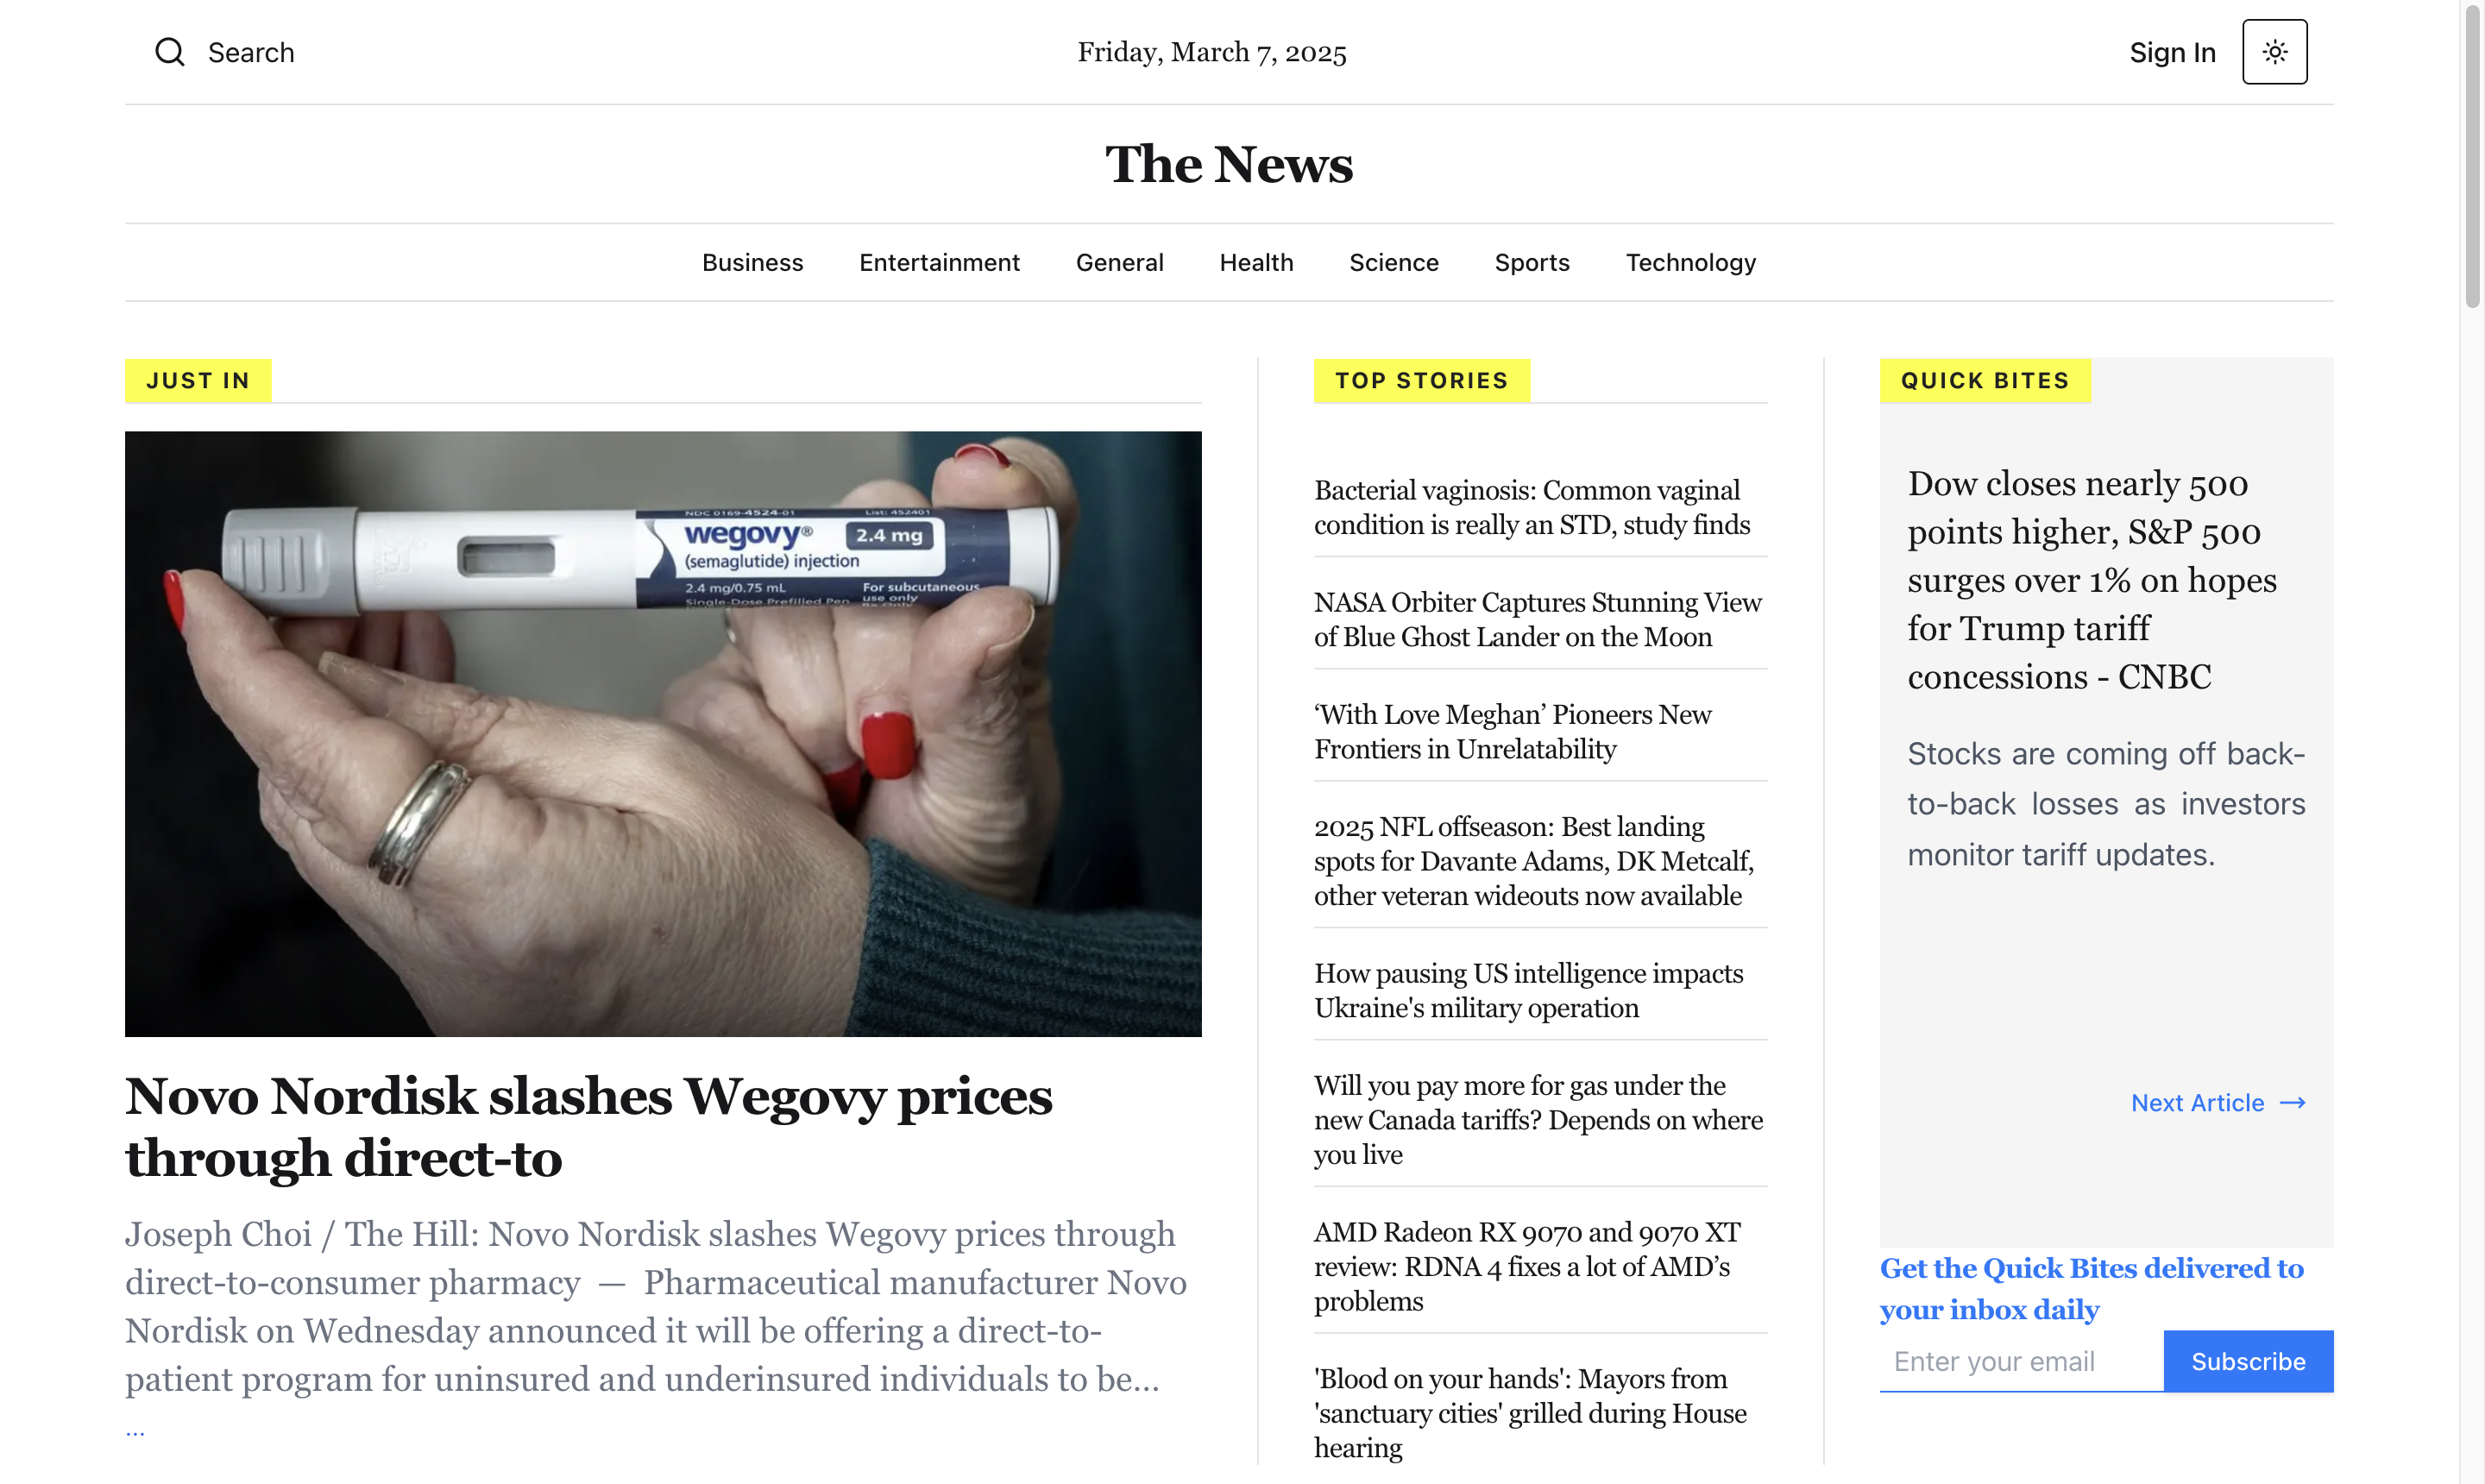 Search
Friday, March 7, 2025
Sign In
The News
Business
Entertainment
General
Health
Science
Sports
Technology
JUST IN
NDC 0169-4524-01
List: 452401
wegovy®
2.4 mg
(semaglutide) injection
2.4 mg/0.75 mL
For subcutaneous
use only
Single-Dose Prefilled Pen
Novo Nordisk slashes Wegovy prices
through direct-to
Joseph Choi / The Hill: Novo Nordisk slashes Wegovy prices through
direct-to-consumer pharmacy — Pharmaceutical manufacturer Novo
Nordisk on Wednesday announced it will be offering a direct-to-
patient program for uninsured and underinsured individuals to be...
...
TOP STORIES
Bacterial vaginosis: Common vaginal
condition is really an STD, study finds
NASA Orbiter Captures Stunning View
of Blue Ghost Lander on the Moon
‘With Love Meghan’ Pioneers New
Frontiers in Unrelatability
2025 NFL offseason: Best landing
spots for Davante Adams, DK Metcalf,
other veteran wideouts now available
How pausing US intelligence impacts
Ukraine's military operation
Will you pay more for gas under the
new Canada tariffs? Depends on where
you live
AMD Radeon RX 9070 and 9070 XT
review: RDNA 4 fixes a lot of AMD’s
problems
'Blood on your hands': Mayors from
'sanctuary cities' grilled during House
hearing
QUICK BITES
Dow closes nearly 500
points higher, S&P 500
surges over 1% on hopes
for Trump tariff
concessions - CNBC
Stocks are coming off back-
to-back losses as investors
monitor tariff updates.
Next Article →
Get the Quick Bites delivered to
your inbox daily
Enter your email
Subscribe